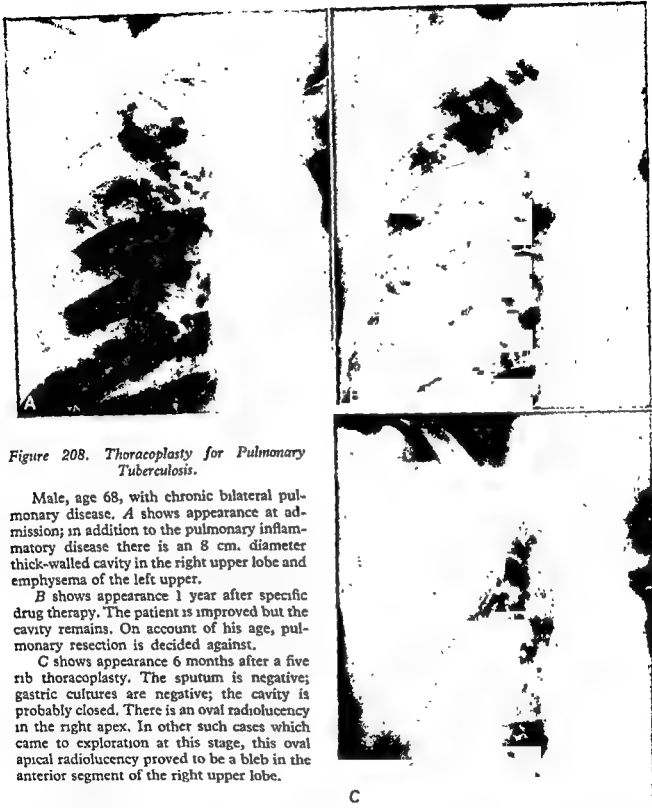 A
Figure 208. Thoracoplasty for Pulmonary
Tuberculosis.
Male, age 68, with chronic bilateral pul-
monary disease. A shows appearance at ad-
mission; in addition to the pulmonary inflam-
matory disease there is an 8 cm. diameter
thick-walled cavity in the right upper lobe and
emphysema of the left upper.
B shows appearance 1 year after specific
drug therapy. The patient is improved but the
cavity remains. On account of his age, pul-
monary resection is decided against.
C shows appearance 6 months after a five
rib thoracoplasty. The sputum is negative;
gastric cultures are negative; the cavity is
probably closed. There is an oval radiolucency
in the right apex. In other such cases which
came to exploration at this stage, this oval
apical radiolucency proved to be a bleb in the
anterior segment of the right upper lobe.
C